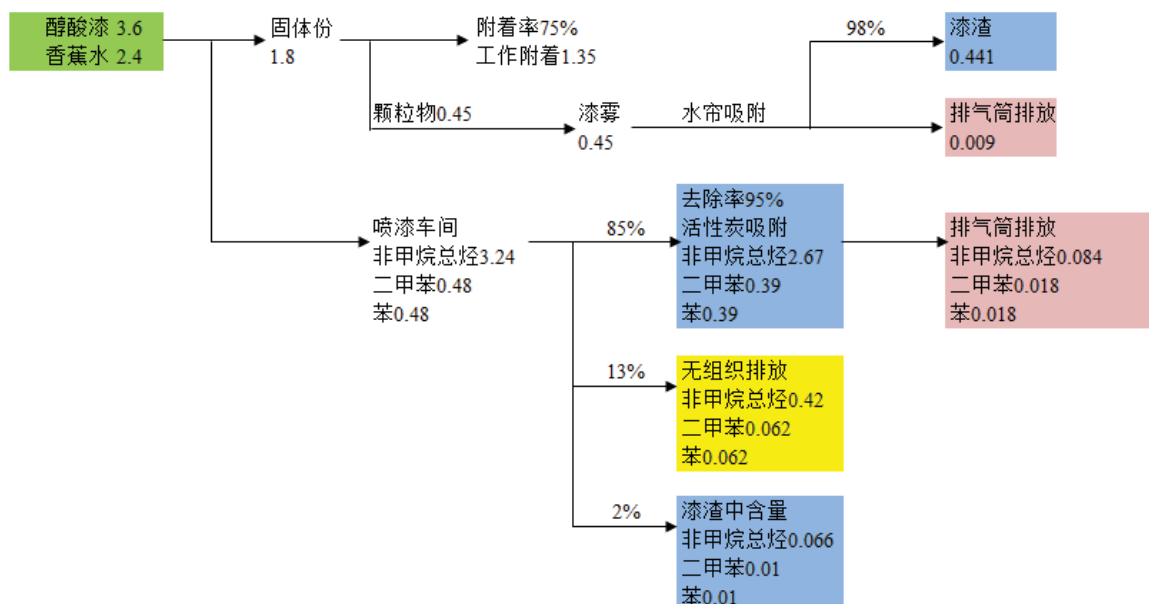 醇酸漆 3.6
香蕉水 2.4
固体份
1.8
附着率75%
工作附着1.35
98%
漆渣
0.441
颗粒物0.45
漆雾
0.45
水帘吸附
排气筒排放
0.009
喷漆车间
非甲烷总烃3.24
二甲苯0.48
苯0.48
85%
去除率95%
活性炭吸附
非甲烷总烃2.67
二甲苯0.39
苯0.39
排气筒排放
非甲烷总烃0.084
二甲苯0.018
苯0.018
13%
无组织排放
非甲烷总烃0.42
二甲苯0.062
苯0.062
2%
漆渣中含量
非甲烷总烃0.066
二甲苯0.01
苯0.01